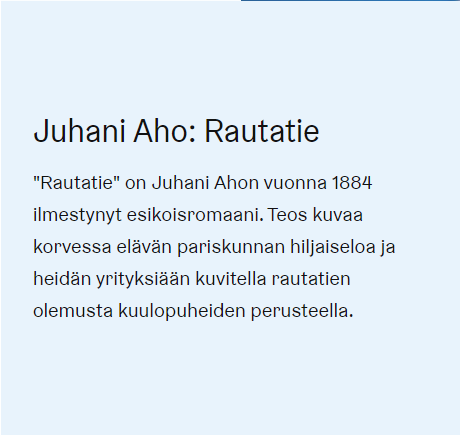 Juhani Aho: Rautatie
"Rautatie" on Juhani Ahon vuonna 1884
ilmestynyt esikoisromaani. Teos kuvaa
korvessa elävän pariskunnan hiljaiseloa ja
heidän yrityksiään kuvitella rautatien
olemusta kuulopuheiden perusteella.